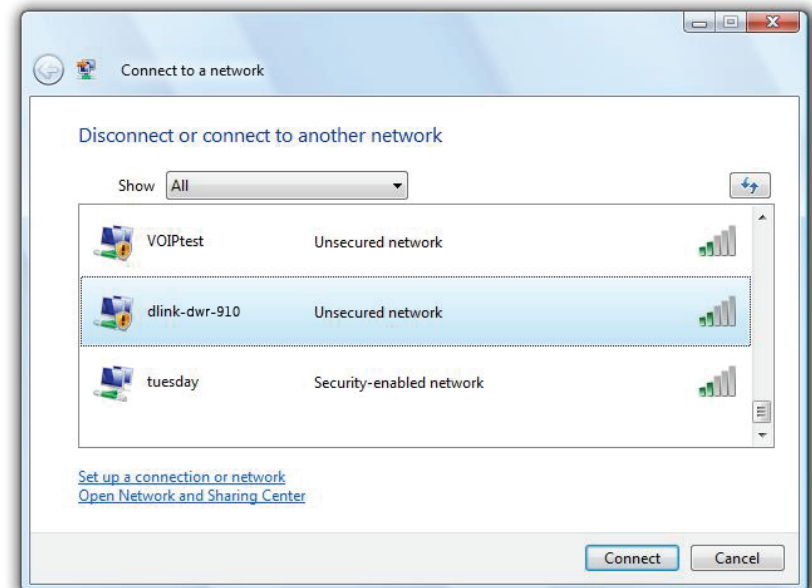 Connect to a network
Disconnect or connect to another network
Show All
VOIPtest Unsecured network
dlink-dwr-910 Unsecured network
tuesday Security-enabled network
Set up a connection or network
Open Network and Sharing Center
Connect Cancel